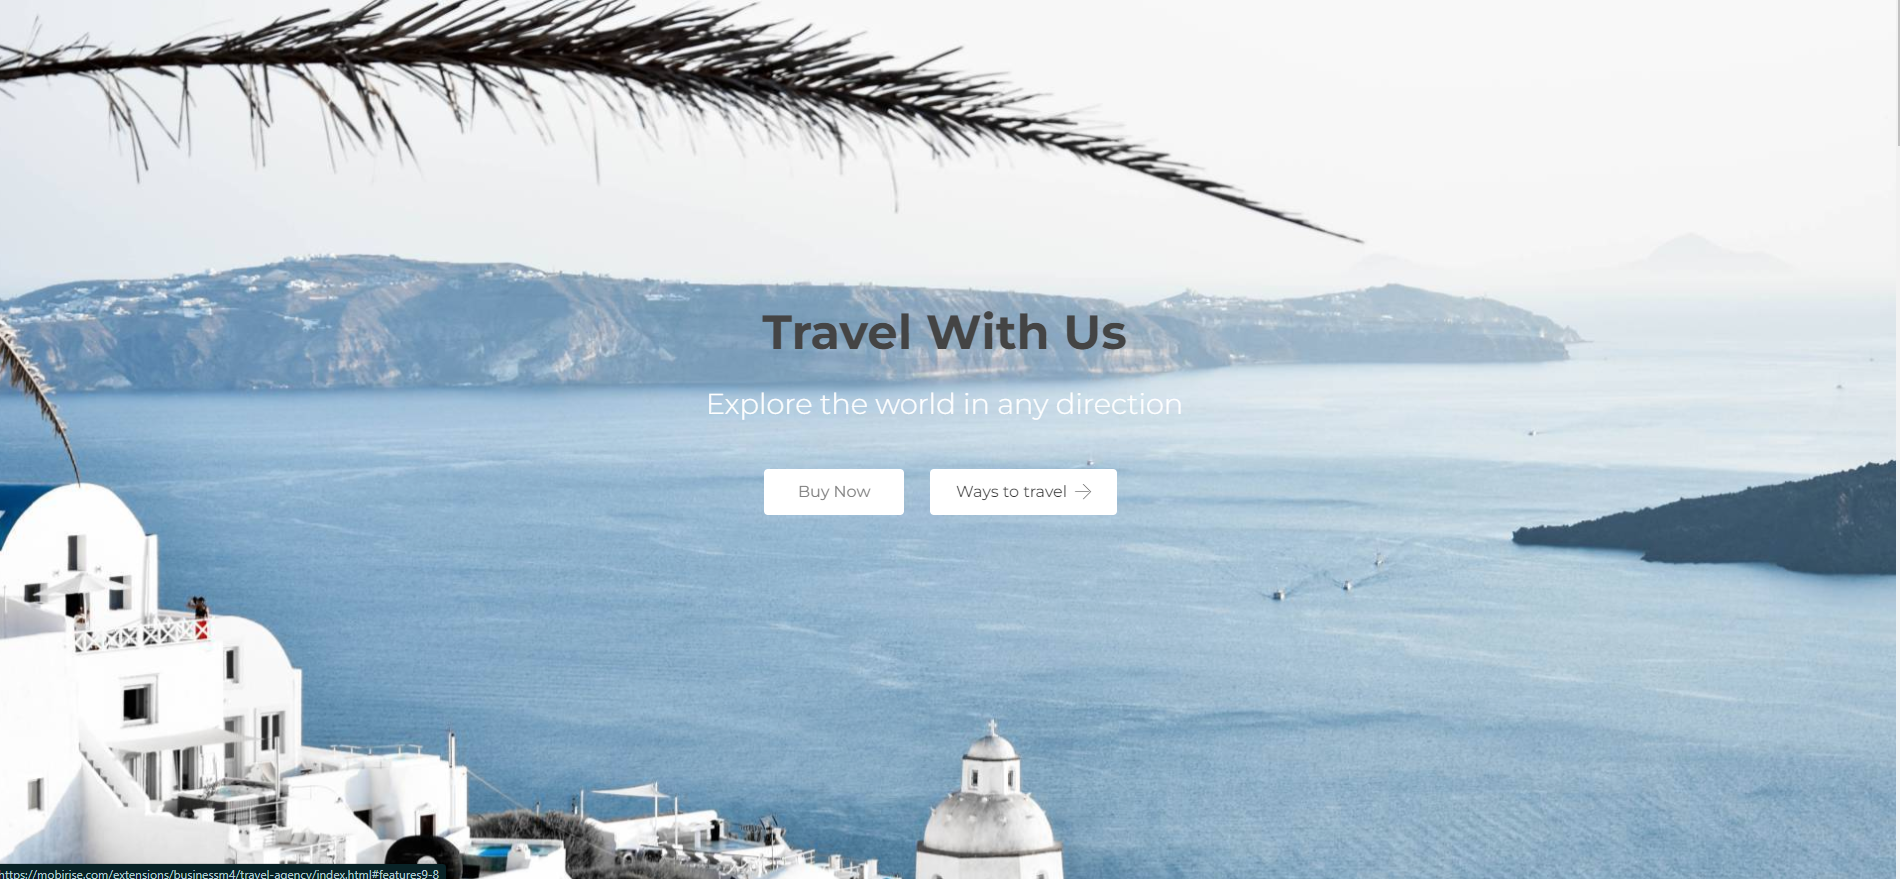 Travel With Us
Explore the world in any direction
Buy Now
Ways to travel
https://mobirise.com/extensions/businessm4/travel-agency/index.html#features9-8